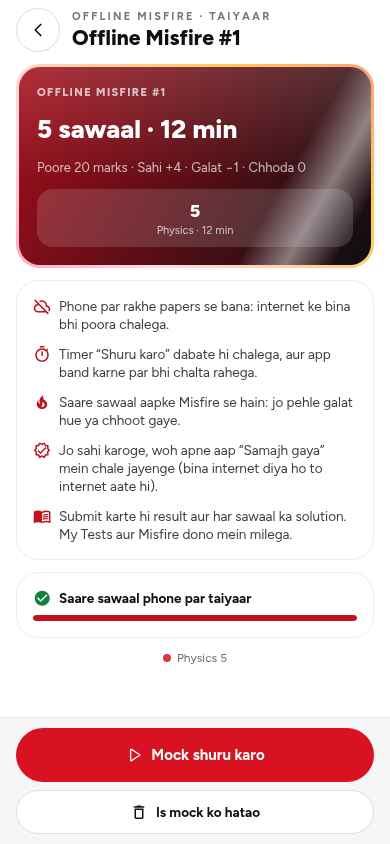 OFFLINE MISFIRE · TAIYAAR
Offline Misfire #1
OFFLINE MISFIRE #1
5 sawaal · 12 min
Poore 20 marks · Sahi +4 · Galat −1 · Chhoda 0
5
Physics · 12 min
Phone par rakhe papers se bana: internet ke bina
bhi poora chalega.
Timer “Shuru karo” dabate hi chalega, aur app
band karne par bhi chalta rahega.
Saare sawaal aapke Misfire se hain: jo pehle galat
hue ya chhoot gaye.
Jo sahi karoge, woh apne aap “Samajh gaya”
mein chale jayenge (bina internet diya ho to
internet aate hi).
Submit karte hi result aur har sawaal ka solution.
My Tests aur Misfire dono mein milega.
Saare sawaal phone par taiyaar
Physics 5
Mock shuru karo
Is mock ko hatao